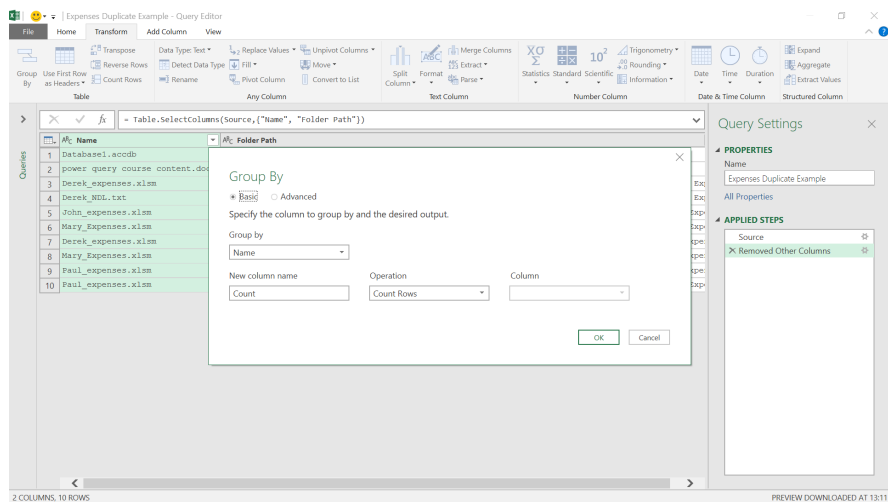 Expenses Duplicate Example - Query Editor
File Home Transform Add Column View
Group By
Use First Row as Headers
Transpose
Reverse Rows
Count Rows
Table
Data Type: Text
Detect Data Type
Rename
Replace Values
Fill
Pivot Column
Unpivot Columns
Move
Convert to List
Any Column
Split Column
Format
ABC
Merge Columns
Extract
Parse
Text Column
Statistics
Standard
Scientific
Trigonometry
Rounding
Information
Number Column
Date
Time
Duration
Date & Time Column
Expand
Aggregate
Extract Values
Structured Column
fx = Table.SelectColumns(Source,{"Name", "Folder Path"})
Queries
Name Folder Path
1 Database1.accdb
2 power query course content.doc
3 Derek_expenses.xlsm
4 Derek_NDL.txt
5 John_expenses.xlsm
6 Mary_Expenses.xlsm
7 Derek_expenses.xlsm
8 Mary_Expenses.xlsm
9 Paul_expenses.xlsm
10 Paul_expenses.xlsm
Group By
Basic Advanced
Specify the column to group by and the desired output.
Group by
Name
New column name Operation Column
Count Count Rows
OK Cancel
Query Settings
PROPERTIES
Name
Expenses Duplicate Example
All Properties
APPLIED STEPS
Source
Removed Other Columns
2 COLUMNS, 10 ROWS
PREVIEW DOWNLOADED AT 13:11